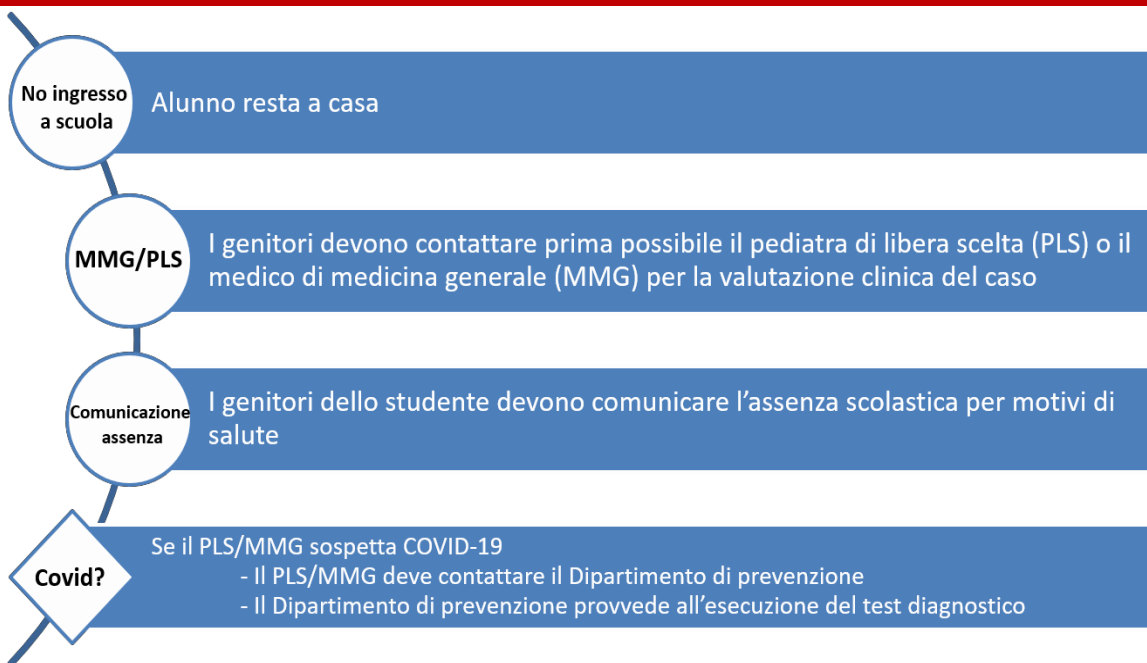 No ingresso
a scuola
Alunno resta a casa
MMG/PLS
I genitori devono contattare prima possibile il pediatra di libera scelta (PLS) o il
medico di medicina generale (MMG) per la valutazione clinica del caso
Comunicazione
assenza
I genitori dello studente devono comunicare l’assenza scolastica per motivi di
salute
Covid?
Se il PLS/MMG sospetta COVID-19
- Il PLS/MMG deve contattare il Dipartimento di prevenzione
- Il Dipartimento di prevenzione provvede all’esecuzione del test diagnostico